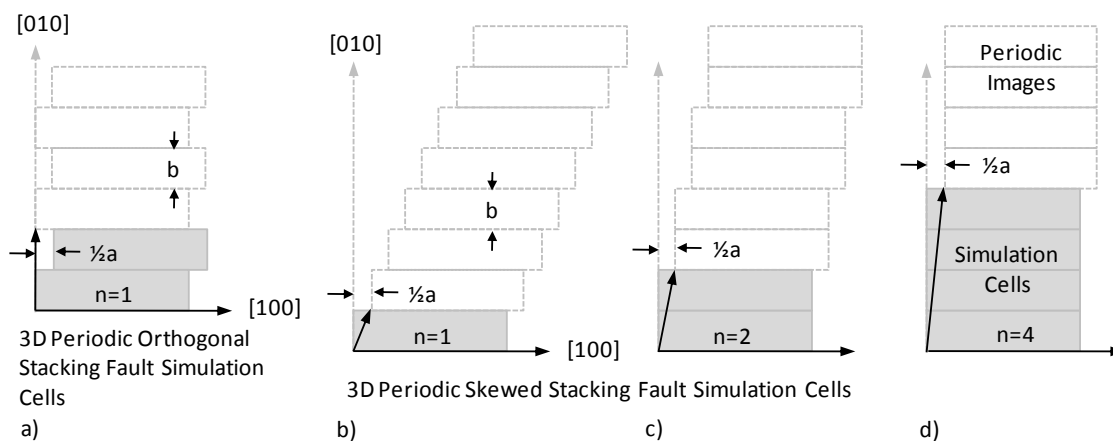 [010]
b
½a
n=1
[100]
3D Periodic Orthogonal
Stacking Fault Simulation
Cells
a)
[010]
b
½a
n=1
[100]
b)
½a
n=2
c)
3D Periodic Skewed Stacking Fault Simulation Cells
Periodic
Images
½a
Simulation
Cells
n=4
d)